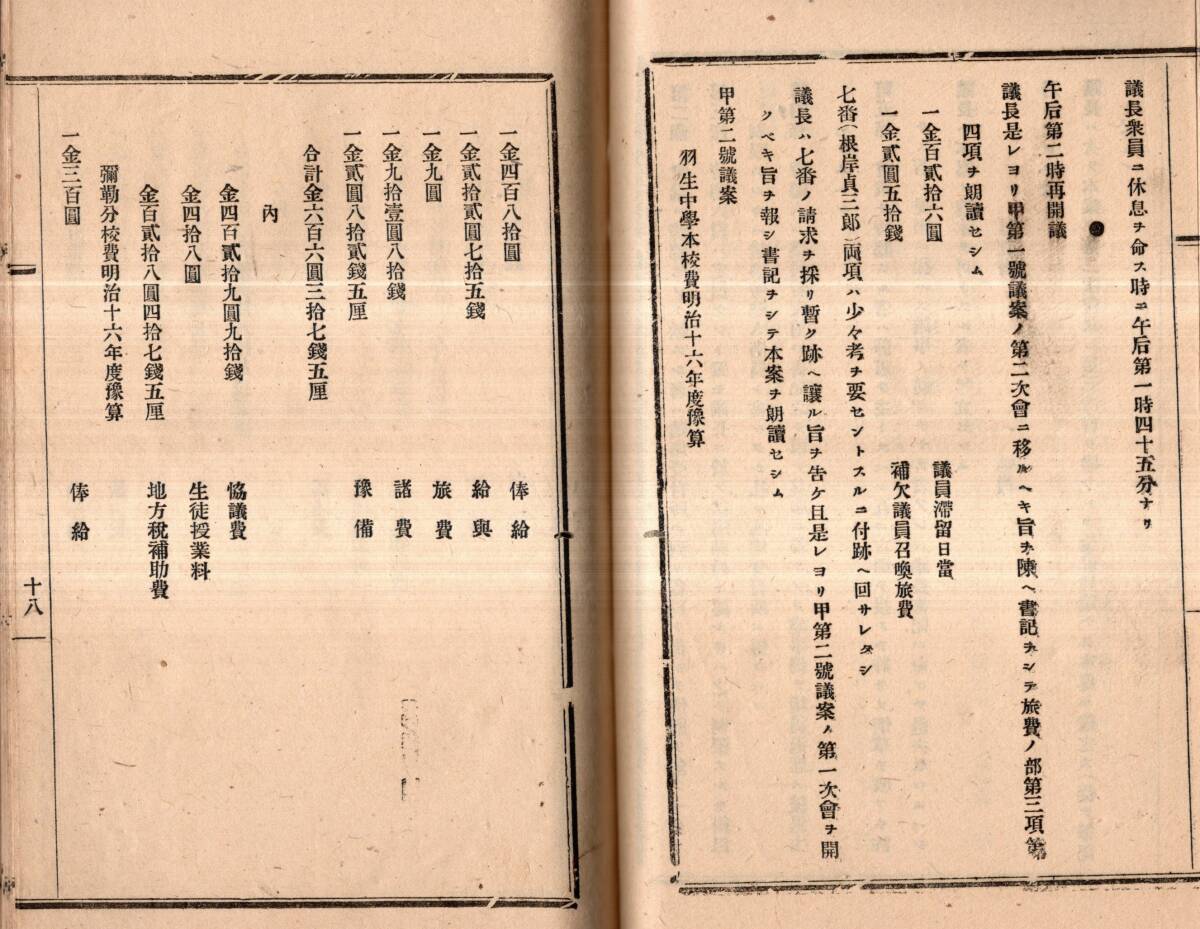 議長衆員ニ休息ヲ命ス時ニ午后第一時四十五分ナリ
午后第二時再開議
議長是レヨリ甲第一號議案ノ第二次會ニ移ルヘキ旨ヲ陳ヘ書記ヲシテ旅費ノ部第三項第
四項ヲ朗讀セシム
一金百貳拾六圓 議員滯留日當
一金貳圓五拾錢 補欠議員召喚旅費
七番(根岸貞三郎)両項ハ少々考ヲ要セントスルニ付跡ヘ回サレタシ
議長ハ七番ノ請求ヲ採リ暫ク跡ヘ讓ル旨ヲ告ケ且是レヨリ甲第二號議案ノ第一次會ヲ開
クベキ旨ヲ報シ書記ヲシテ本案ヲ朗讀セシム
甲第二號議案
羽生中學本校費明治十六年度豫算
一金四百八拾圓 俸給
一金貳拾貳圓七拾五錢 給與
一金九圓 旅費
一金九拾壹圓八拾錢 諸費
一金貳圓八拾貳錢五厘 豫備
合計金六百六圓三拾七錢五厘
內
金四百貳拾九圓九拾錢 恊議費
金四拾八圓 生徒授業料
金百貳拾八圓四拾七錢五厘 地方稅補助費
彌勒分校費明治十六年度豫算
一金三百圓 俸給
十八